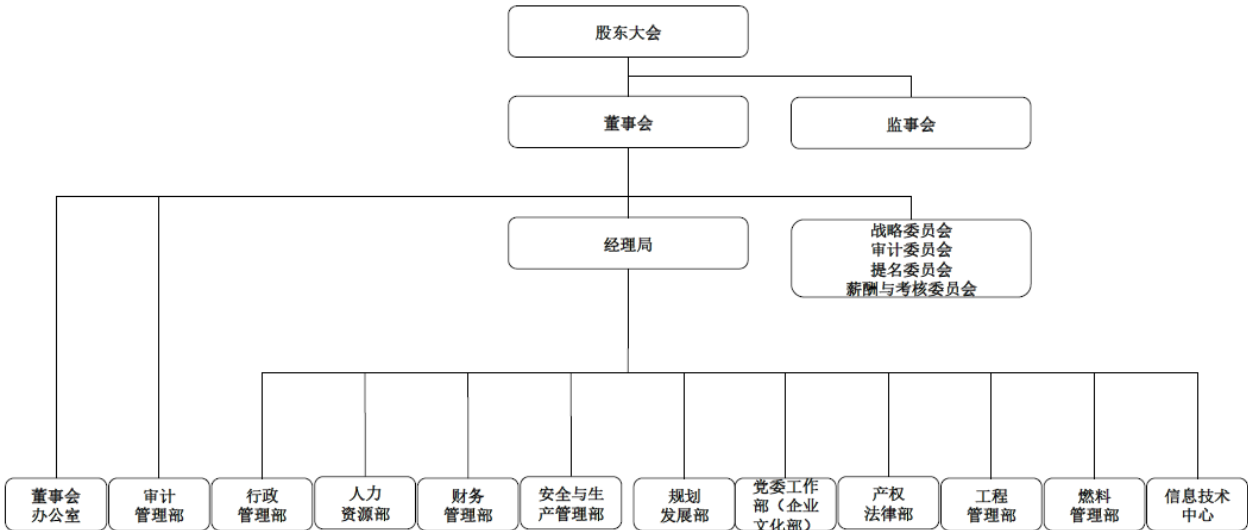 股东大会
董事会
监事会
经理局
战略委员会
审计委员会
提名委员会
薪酬与考核委员会
董事会
办公室
审计
管理部
行政
管理部
人力
资源部
财务
管理部
安全与生
产管理部
规划
发展部
党委工作
部（企业
文化部）
产权
法律部
工程
管理部
燃料
管理部
信息技术
中心